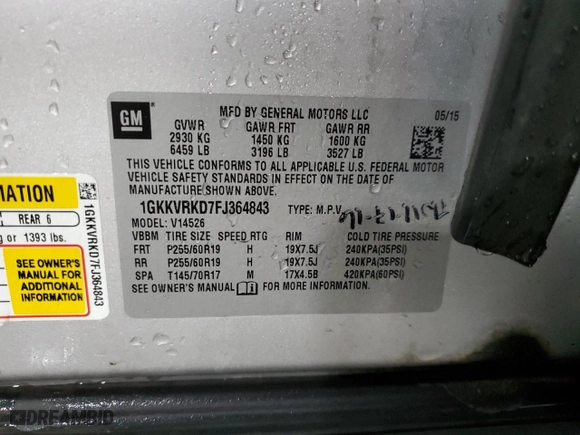 GM
MFD BY GENERAL MOTORS LLC 05/15
GVWR GAWR FRT GAWR RR
2930 KG 1450 KG 1600 KG
6459 LB 3196 LB 3527 LB
THIS VEHICLE CONFORMS TO ALL APPLICABLE U.S. FEDERAL MOTOR
VEHICLE SAFETY STANDARDS IN EFFECT ON THE DATE OF
MANUFACTURE SHOWN ABOVE.
1GKKVRKD7FJ364843 TYPE: M.P.V.
MODEL: V14526
VBBM TIRE SIZE SPEED RTG RIM COLD TIRE PRESSURE
FRT P255/60R19 H 19X7.5J 240KPA(35PSI)
RR P255/60R19 H 19X7.5J 240KPA(35PSI)
SPA T145/70R17 M 17X4.5B 420KPA(60PSI)
SEE OWNER'S MANUAL FOR MORE INFORMATION.
RMATION
REAR 6
g or 1393 lbs.
SEE OWNER'S
MANUAL FOR
ADDITIONAL
INFORMATION
1GKKVRKD7FJ364843
DREAMBID